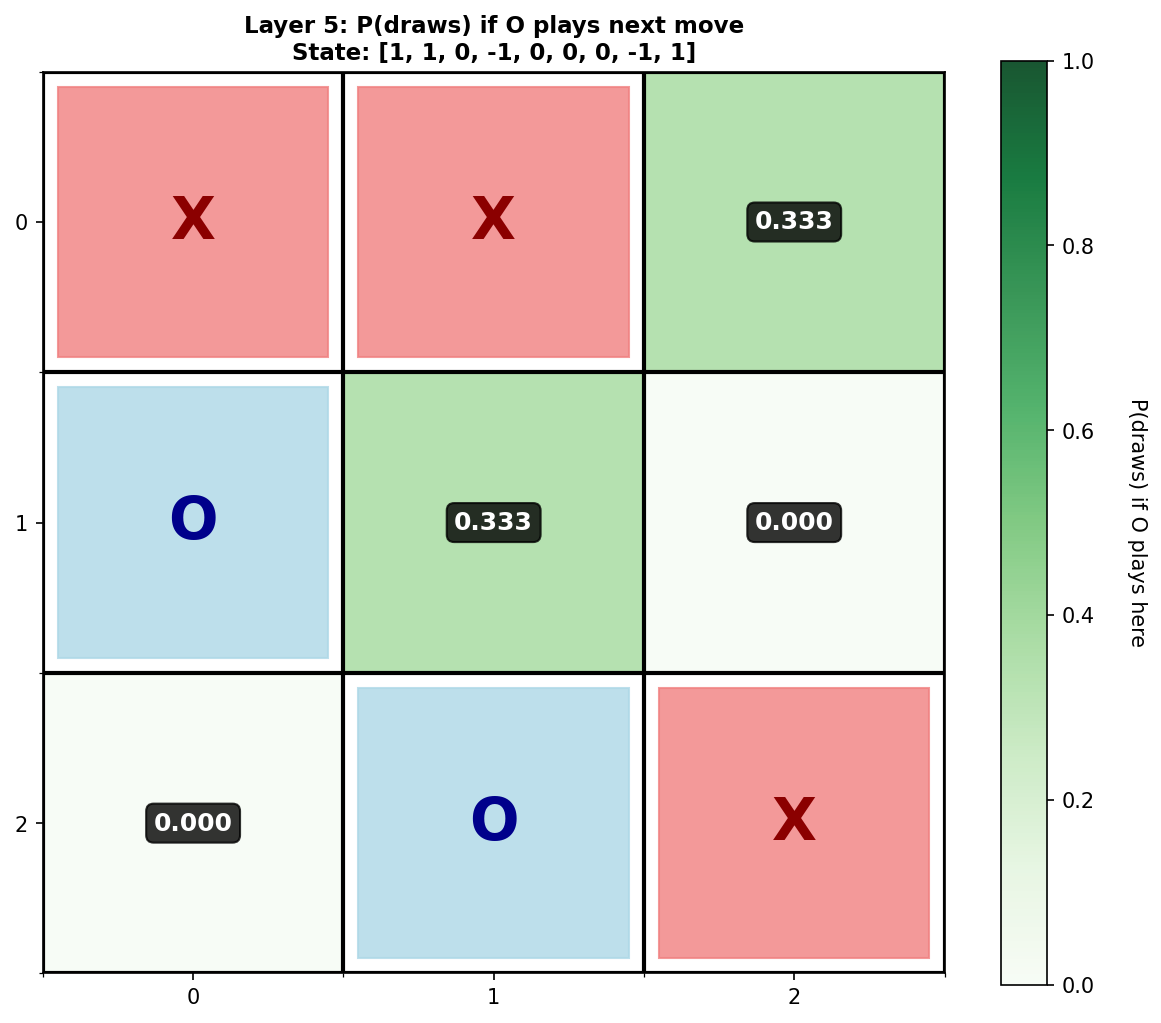 Layer 5: P(draws) if O plays next move
State: [1, 1, 0, -1, 0, 0, 0, -1, 1]
X X 0.333
O 0.333 0.000
0.000 O X
0
1
2
0 1 2
1.0
0.8
0.6
0.4
0.2
0.0
P(draws) if O plays here